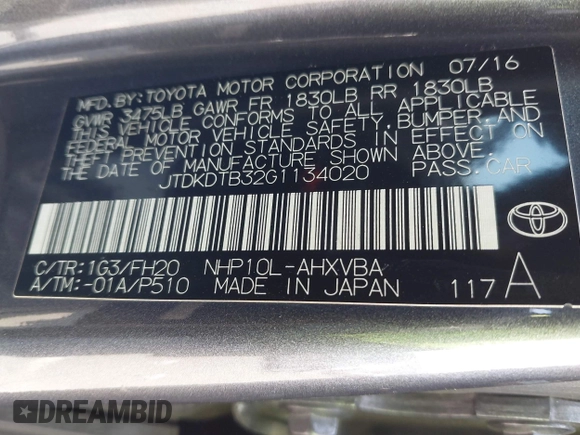 MFD. BY: TOYOTA MOTOR CORPORATION 07/16
GVWR 3475LB GAWR FR 1830LB RR 1830LB
THIS VEHICLE CONFORMS TO ALL APPLICABLE
FEDERAL MOTOR VEHICLE SAFETY, BUMPER, AND
THEFT PREVENTION STANDARDS IN EFFECT ON
THE DATE OF MANUFACTURE SHOWN ABOVE.
JTDKDTB32G1134020 PASS. CAR
TOYOTA
C/TR: 1G3/FH20 NHP10L-AHXVBA
A/TM: -01A/P510 MADE IN JAPAN 117 A
DREAMBID